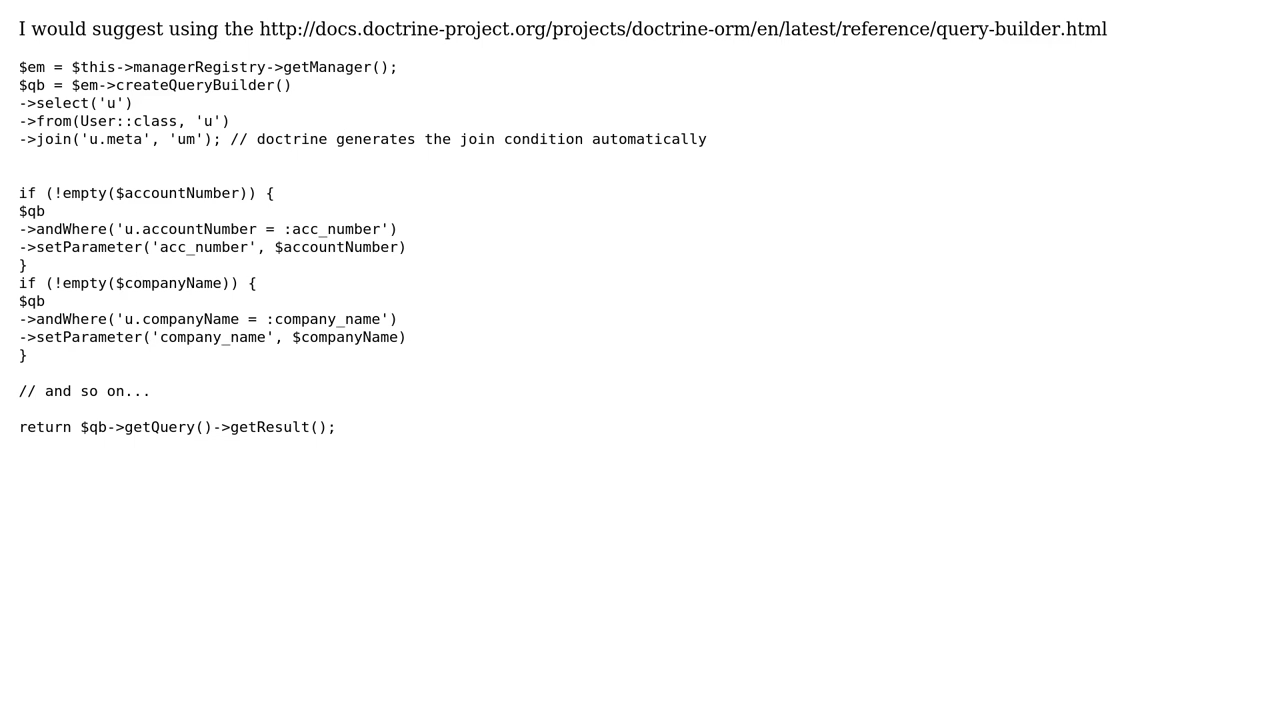 I would suggest using the http://docs.doctrine-project.org/projects/doctrine-orm/en/latest/reference/query-builder.html
$em = $this->managerRegistry->getManager();
$qb = $em->createQueryBuilder()
->select('u')
->from(User::class, 'u')
->join('u.meta', 'um'); // doctrine generates the join condition automatically
if (!empty($accountNumber)) {
$qb
->andWhere('u.accountNumber = :acc_number')
->setParameter('acc_number', $accountNumber)
}
if (!empty($companyName)) {
$qb
->andWhere('u.companyName = :company_name')
->setParameter('company_name', $companyName)
}
// and so on...
return $qb->getQuery()->getResult();